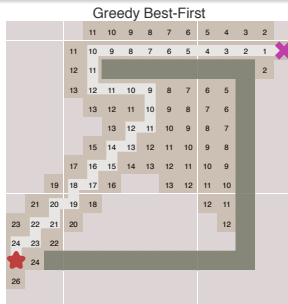 Greedy Best-First
11 10 9 8 7 6 5 4 3 2
11 10 9 8 7 6 5 4 3 2 1
12 11 2
13 12 11 10 9 8 7 6 5
13 12 11 10 9 8 7 6
13 12 11 10 9 8 7
15 14 13 12 11 10 9 8
17 16 15 14 13 12 11 10 9
19 18 17 16 13 12 11 10
21 20 19 18 12 11
23 22 21 20 12
24 23 22
24
26